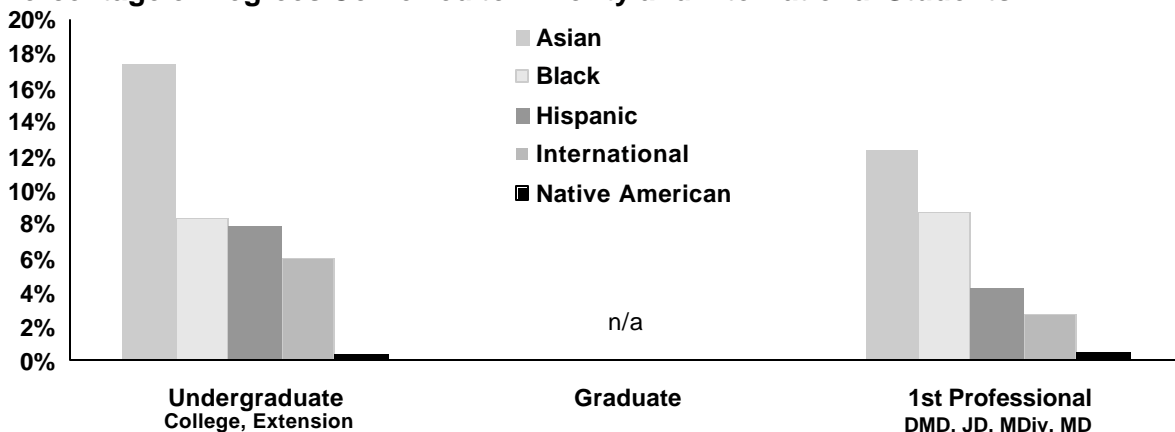 20%
18%
16%
14%
12%
10%
8%
6%
4%
2%
0%
Asian
Black
Hispanic
International
Native American
n/a
Undergraduate
College, Extension
Graduate
1st Professional
DMD, JD, MDiv, MD